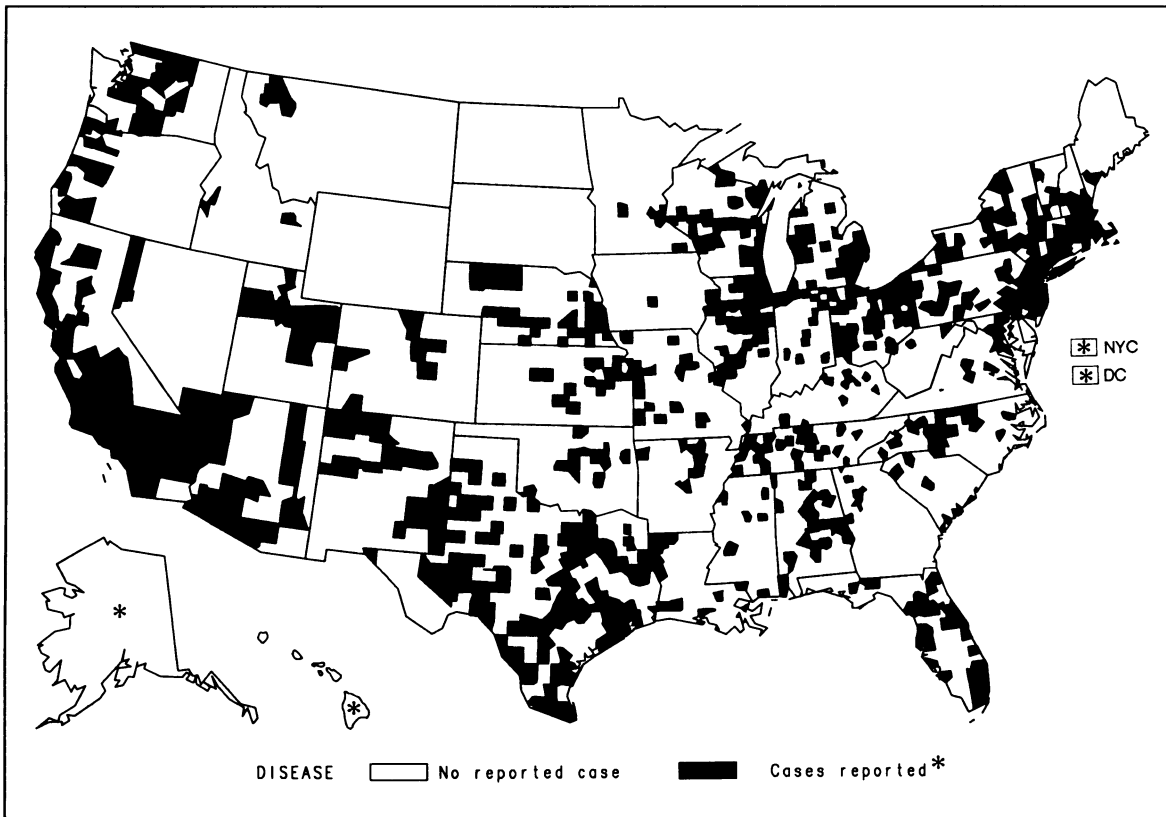 * NYC
* DC
*
*
DISEASE No reported case Cases reported*